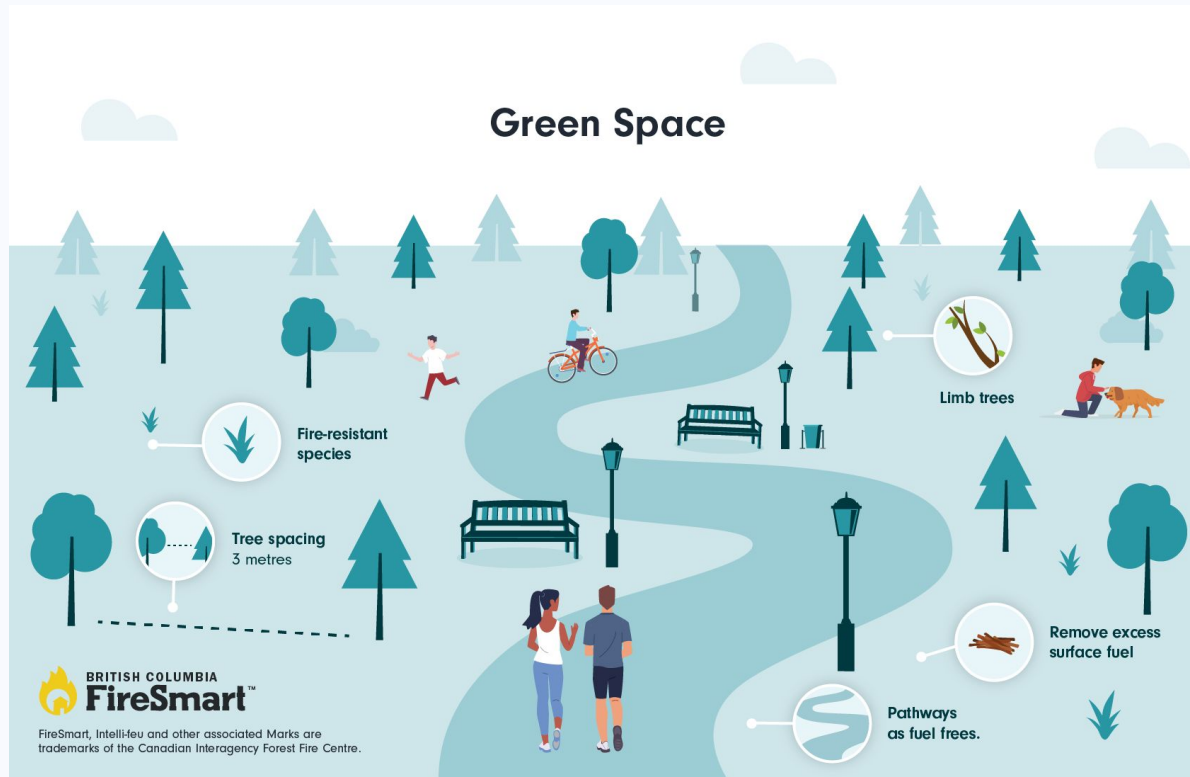 Green Space
Limb trees
Fire-resistant
species
Tree spacing
3 metres
Remove excess
surface fuel
Pathways
as fuel frees.
BRITISH COLUMBIA
FireSmart™
FireSmart, Intelli-feu and other associated Marks are
trademarks of the Canadian Interagency Forest Fire Centre.